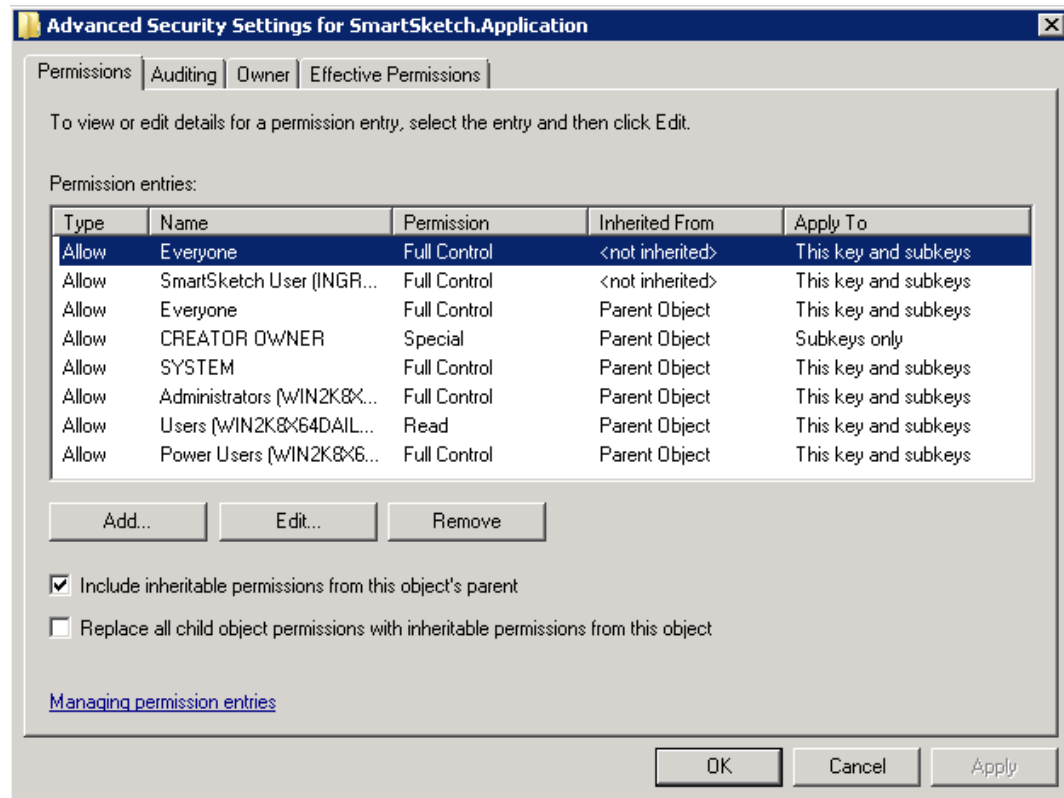 Advanced Security Settings for SmartSketch.Application
Permissions Auditing Owner Effective Permissions
To view or edit details for a permission entry, select the entry and then click Edit.
Permission entries:
Type Name Permission Inherited From Apply To
Allow Everyone Full Control <not inherited> This key and subkeys
Allow SmartSketch User (INGR... Full Control <not inherited> This key and subkeys
Allow Everyone Full Control Parent Object This key and subkeys
Allow CREATOR OWNER Special Parent Object Subkeys only
Allow SYSTEM Full Control Parent Object This key and subkeys
Allow Administrators (WIN2K8X... Full Control Parent Object This key and subkeys
Allow Users (WIN2K8X64DAIL... Read Parent Object This key and subkeys
Allow Power Users (WIN2K8X6... Full Control Parent Object This key and subkeys
Add... Edit... Remove
Include inheritable permissions from this object's parent
Replace all child object permissions with inheritable permissions from this object
Managing permission entries
OK Cancel Apply